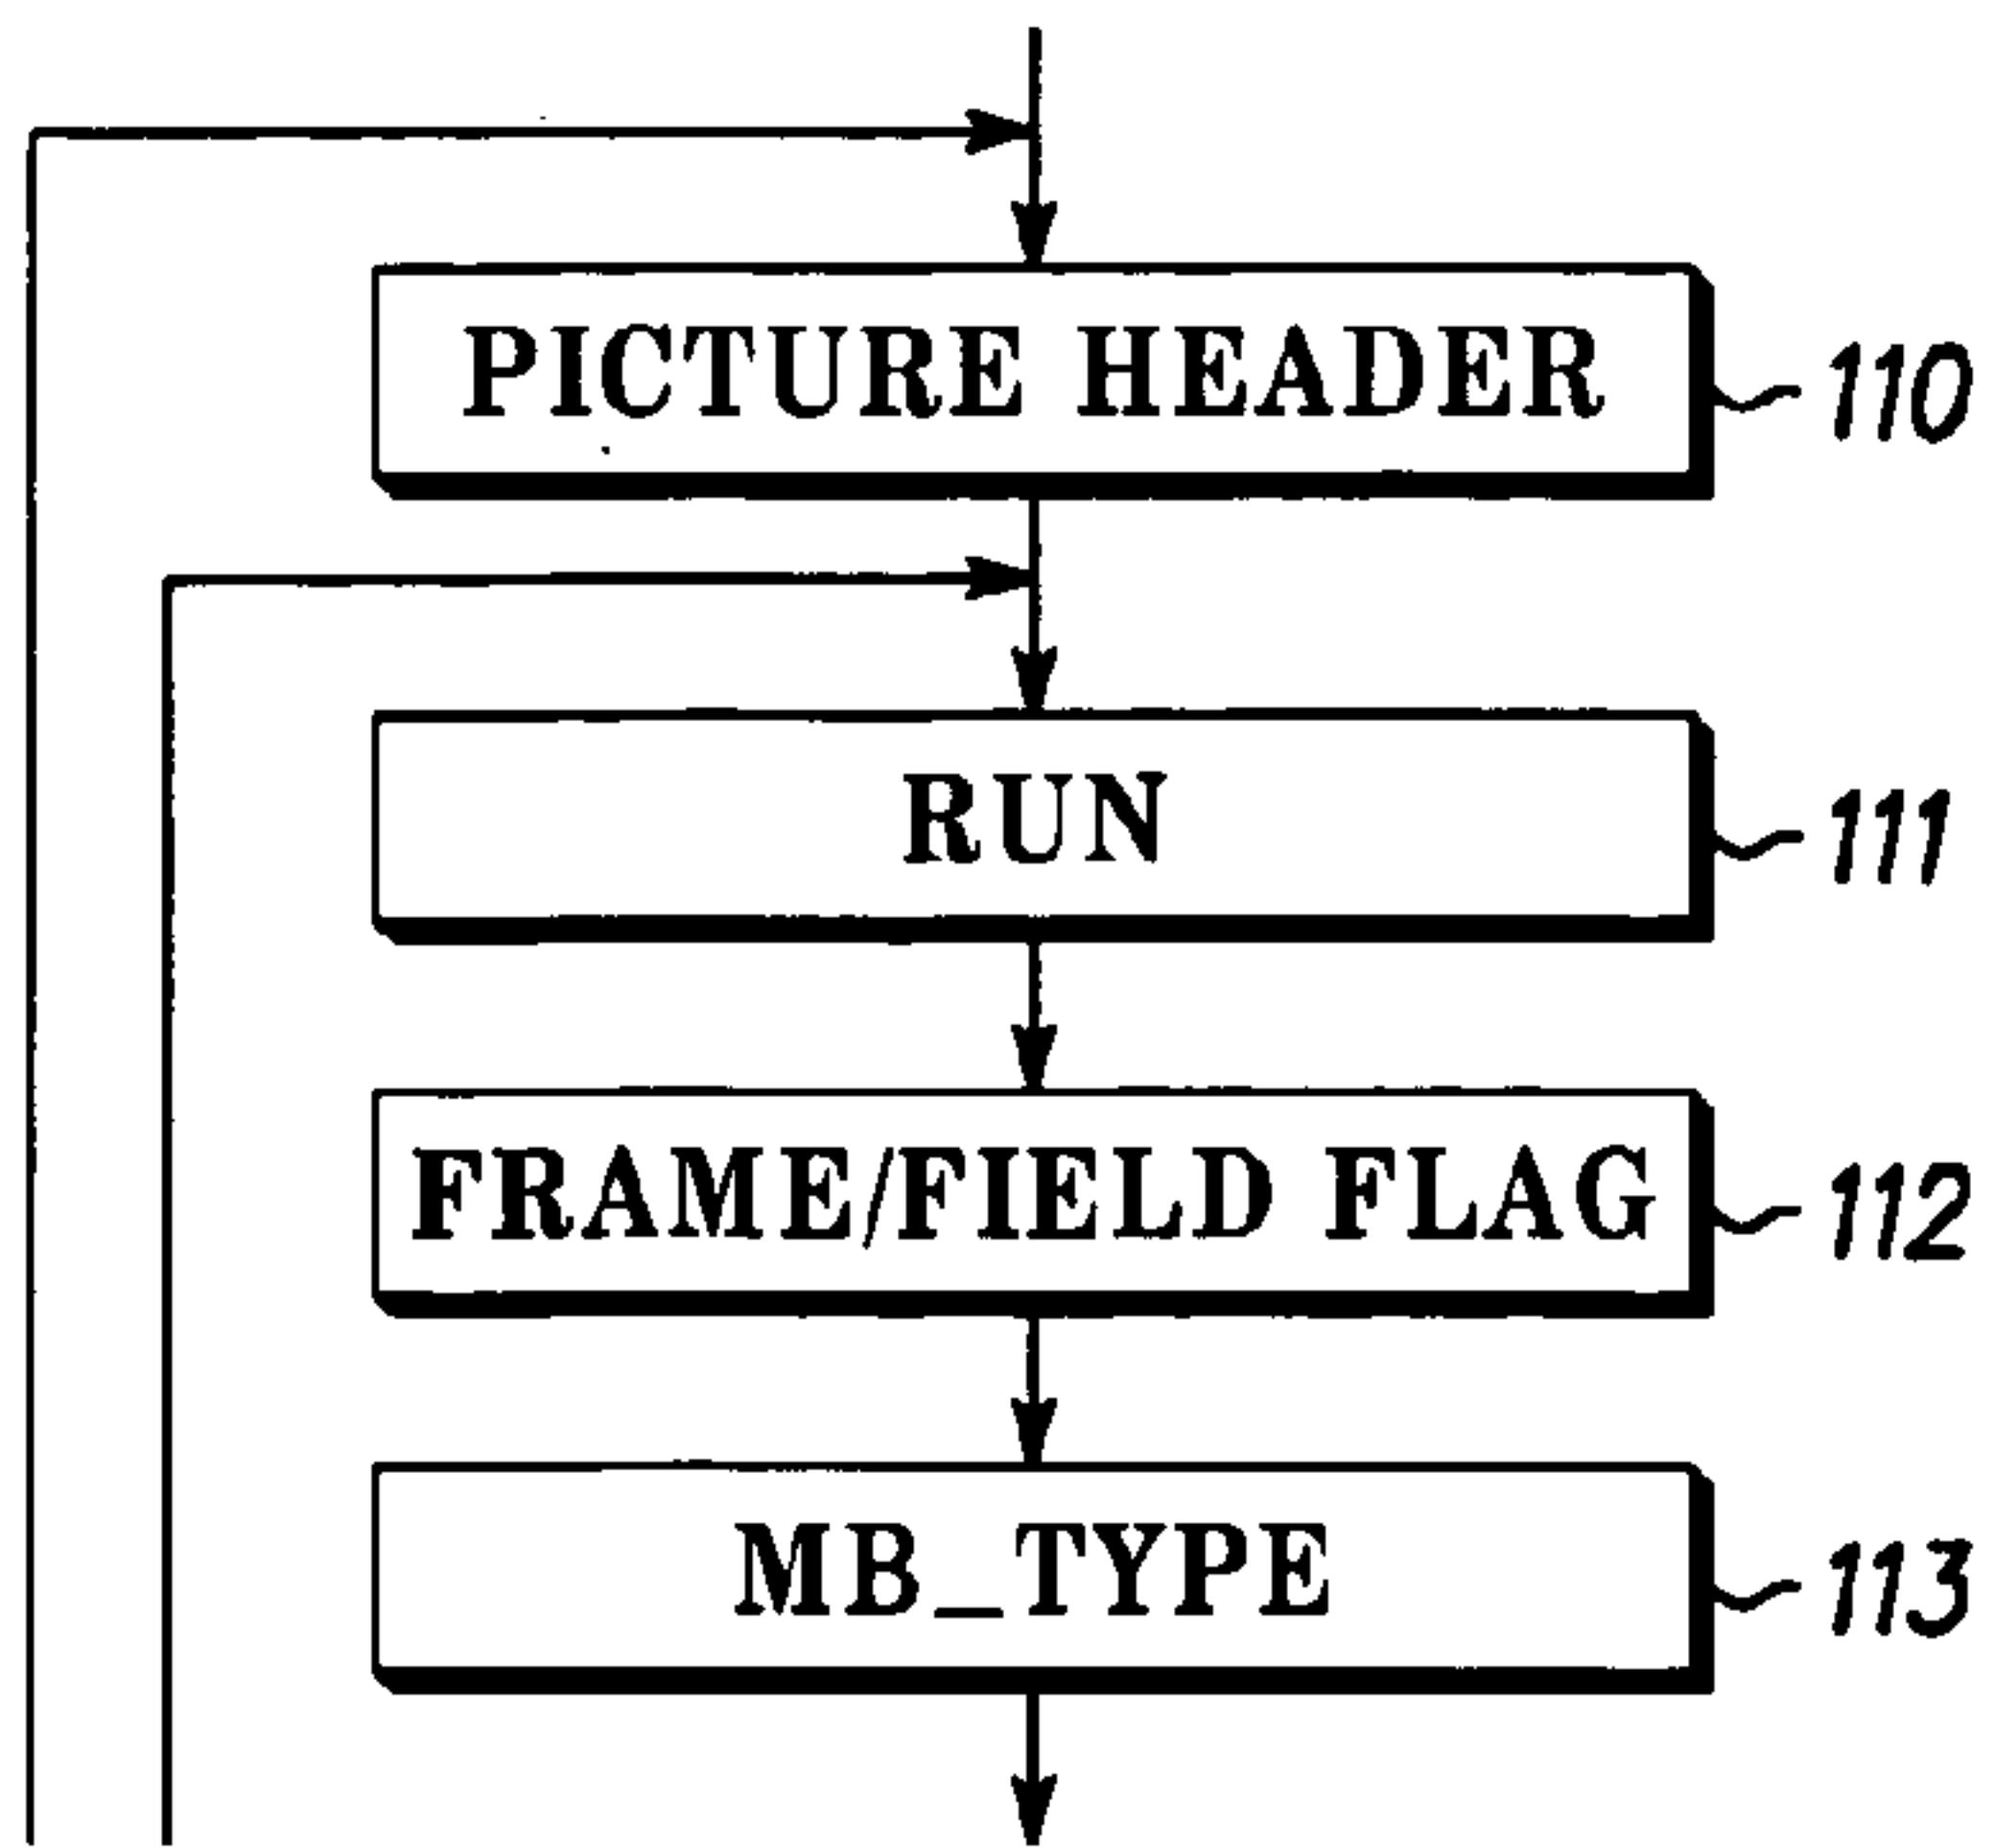 PICTURE HEADER
110
RUN
111
FRAME/FIELD FLAG
112
MB_TYPE
113